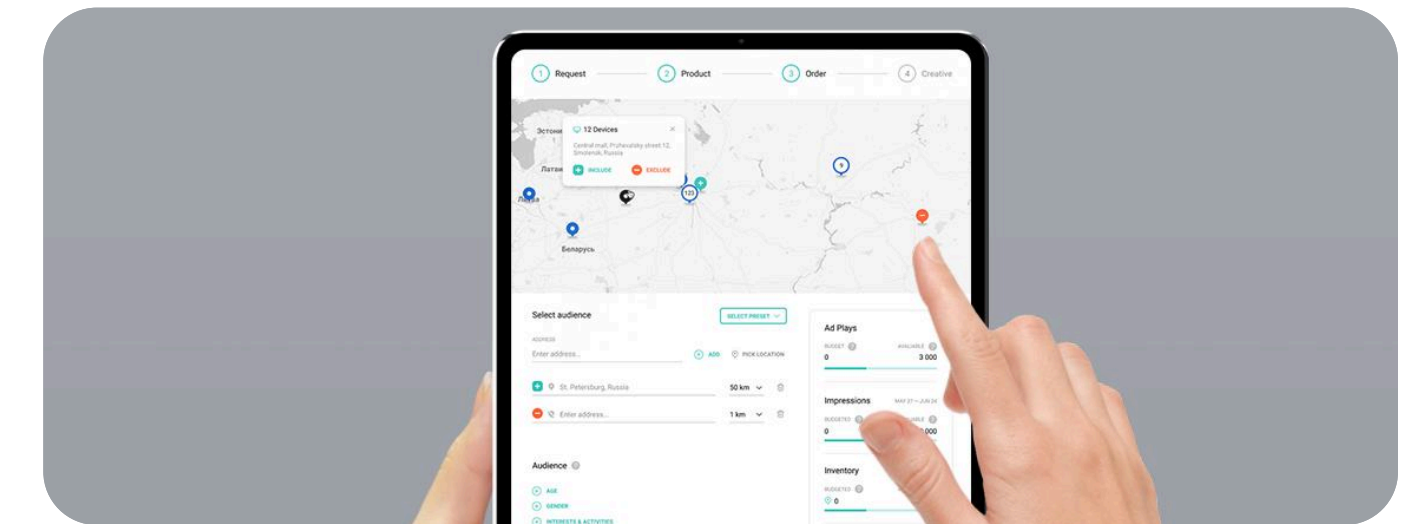 1 Request
2 Product
3 Order
4 Creative
Эстони
12 Devices
Central mall, Przhevalsky street 12,
Smolensk, Russia
INCLUDE
EXCLUDE
Латви
9
123
Беларусь
Select audience
SELECT PRESET
ADDRESS
Enter address...
ADD
PICK LOCATION
St. Petersburg, Russia
50 km
Enter address...
1 km
Audience
AGE
GENDER
INTERESTS & ACTIVITIES
Ad Plays
BUDGET
AVAILABLE
0
3 000
Impressions
MAY 27 – JUN 26
BUDGETED
0
000
Inventory
BUDGETED
0